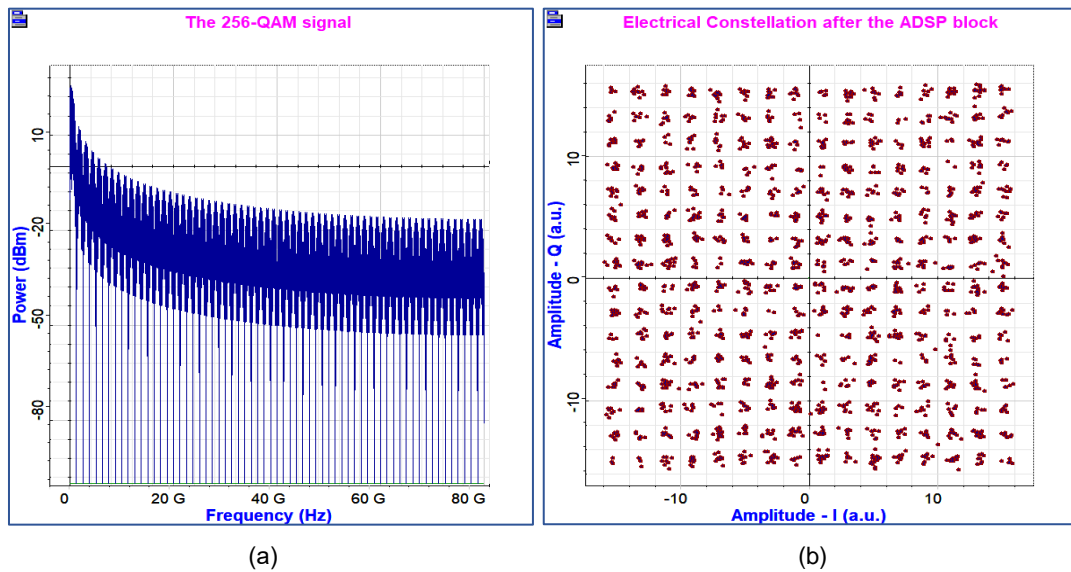 The 256-QAM signal
Power (dBm)
10
-20
-50
-80
0 20 G 40 G 60 G 80 G
Frequency (Hz)
(a)
Electrical Constellation after the ADSP block
Amplitude - Q (a.u.)
10
0
-10
-10 0 10
Amplitude - I (a.u.)
(b)